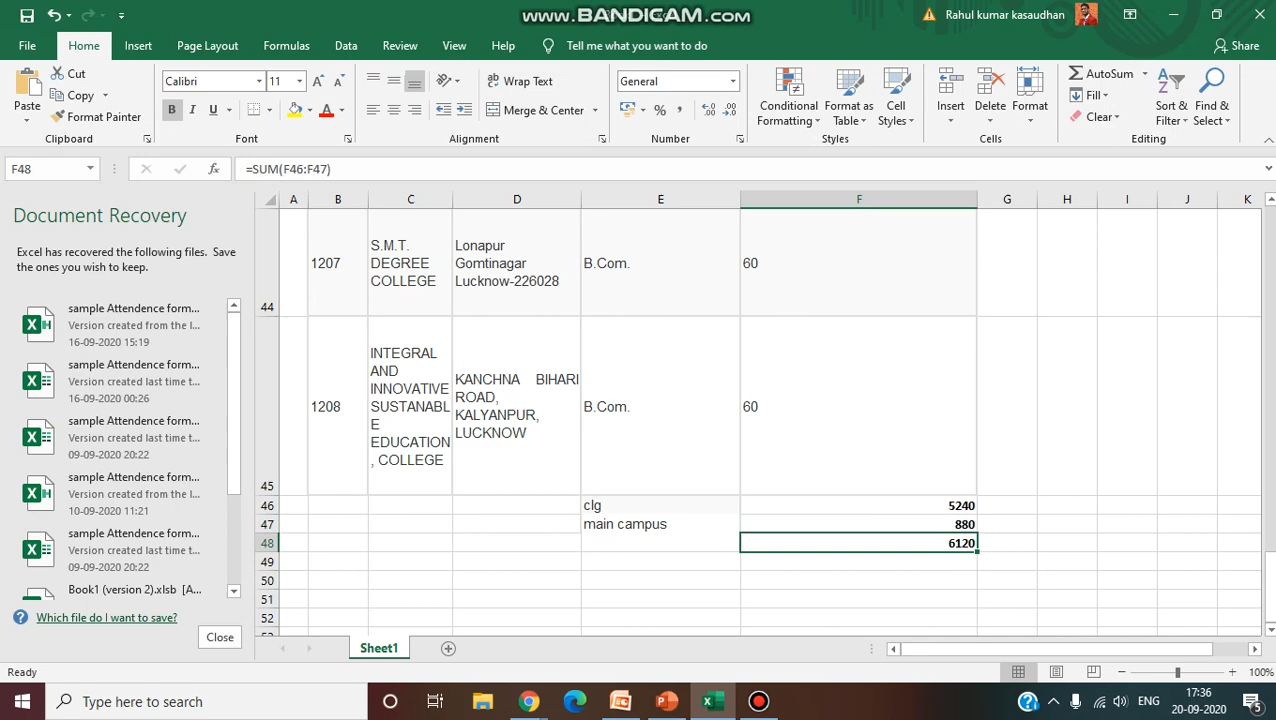 www.BANDICAM.com
Rahul kumar kasaudhan
File Home Insert Page Layout Formulas Data Review View Help Tell me what you want to do Share
Paste
Cut
Copy
Format Painter
Clipboard
Calibri 11
B I U
Font
Wrap Text
Merge & Center
Alignment
General
%
Number
Conditional Formatting
Format as Table
Cell Styles
Styles
Insert Delete Format
Cells
AutoSum
Fill
Clear
Sort & Filter
Find & Select
Editing
F48 fx =SUM(F46:F47)
Document Recovery
Excel has recovered the following files. Save
the ones you wish to keep.
sample Attendence form...
Version created from the l...
16-09-2020 15:19
sample Attendence form...
Version created last time t...
16-09-2020 00:26
sample Attendence form...
Version created last time t...
09-09-2020 20:22
sample Attendence form...
Version created from the l...
10-09-2020 11:21
sample Attendence form...
Version created last time t...
09-09-2020 20:22
Book1 (version 2).xlsb [A...
Which file do I want to save?
Close
A B C D E F G H I J K
44
1207
S.M.T.
DEGREE
COLLEGE
Lonapur
Gomtinagar
Lucknow-226028
B.Com.
60
45
1208
INTEGRAL
AND
INNOVATIVE
SUSTANABL
E
EDUCATION
, COLLEGE
KANCHNA BIHARI
ROAD,
KALYANPUR,
LUCKNOW
B.Com.
60
46 clg 5240
47 main campus 880
48 6120
49
50
51
52
Sheet1
Ready
100%
Type here to search
ENG
17:36
20-09-2020
5